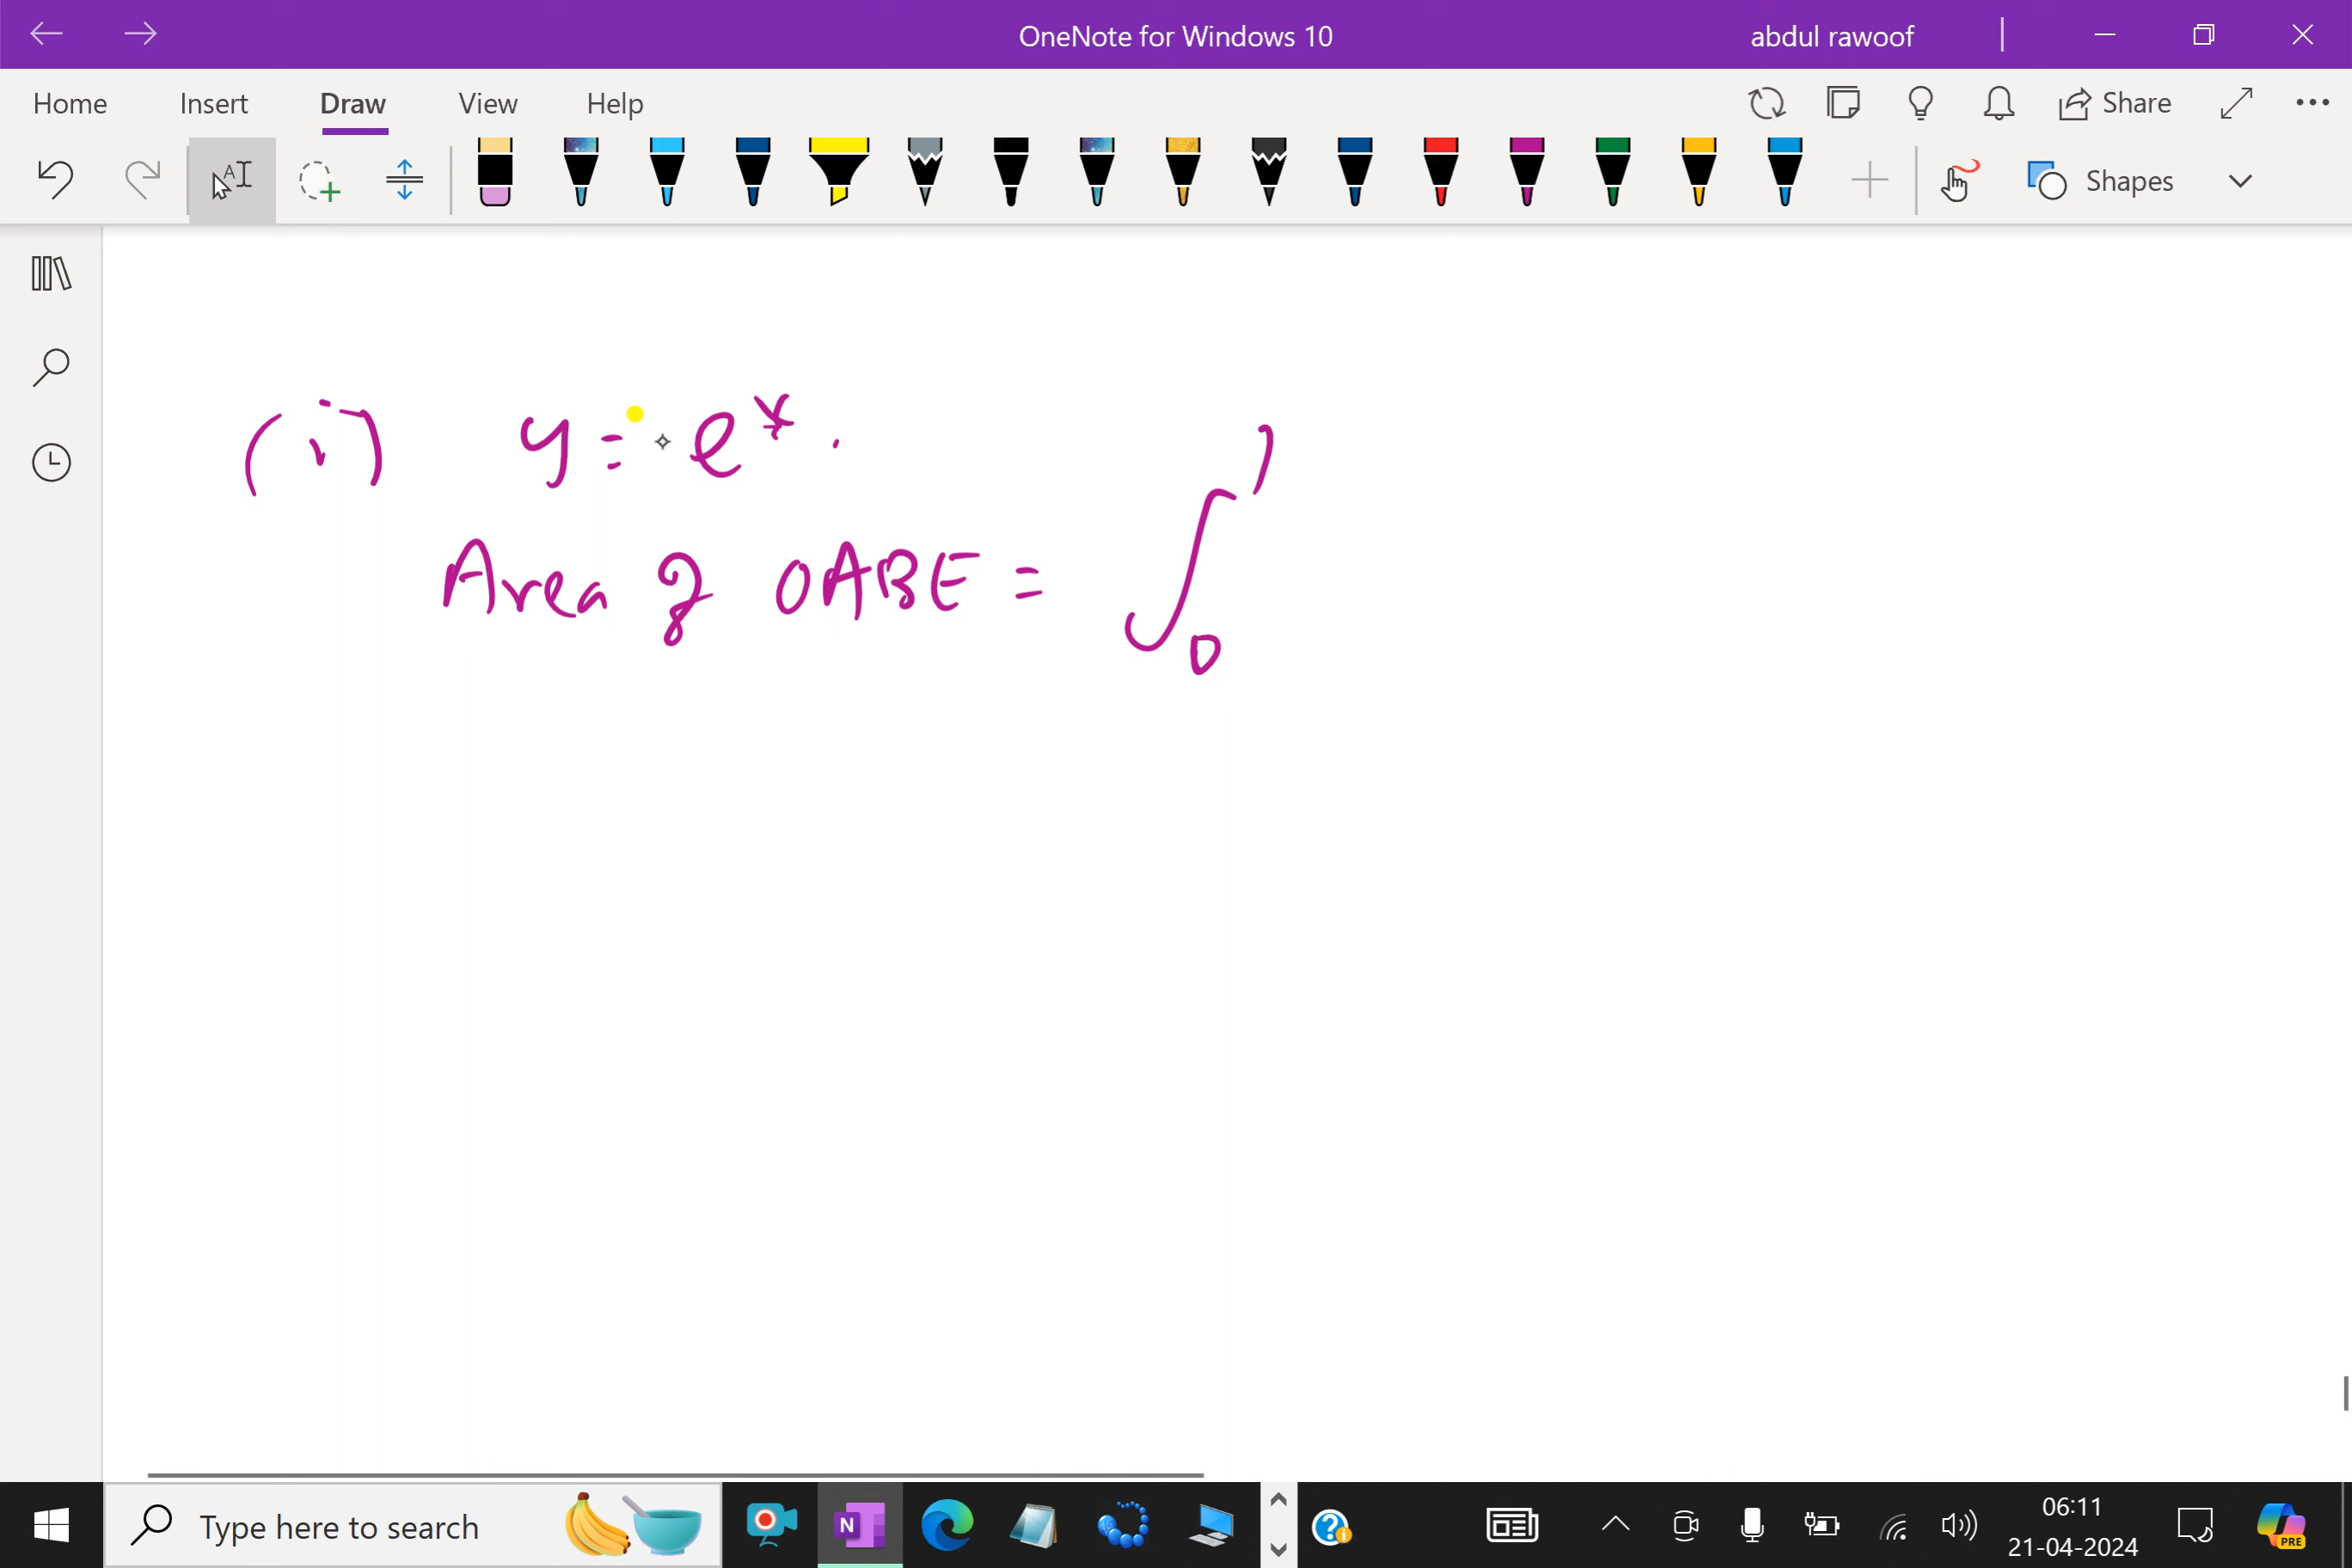 OneNote for Windows 10
abdul rawoof
Home Insert Draw View Help
Share
Shapes
(i) y = e^x .
Area of OABE = ∫_0^1
Type here to search
06:11
21-04-2024
PRE